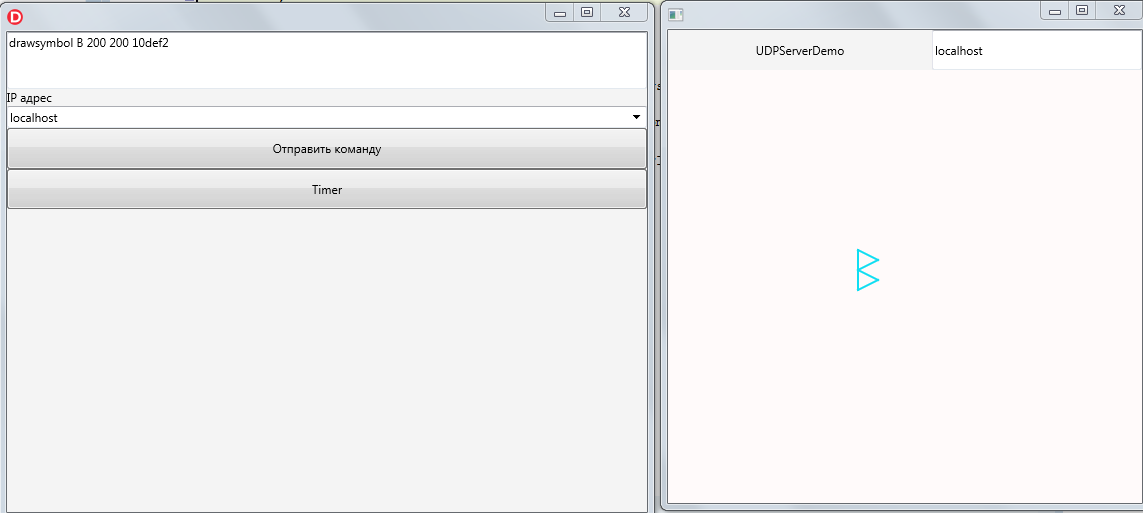 D
drawsymbol B 200 200 10def2
IP адрес
localhost
Отправить команду
Timer
UDPServerDemo
localhost
B